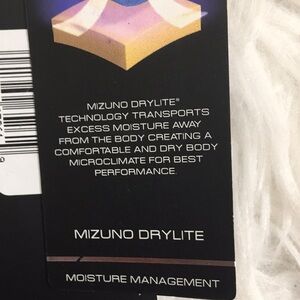 MIZUNO DRYLITE®
TECHNOLOGY TRANSPORTS
EXCESS MOISTURE AWAY
FROM THE BODY CREATING A
COMFORTABLE AND DRY BODY
MICROCLIMATE FOR BEST
PERFORMANCE.
MIZUNO DRYLITE
MOISTURE MANAGEMENT